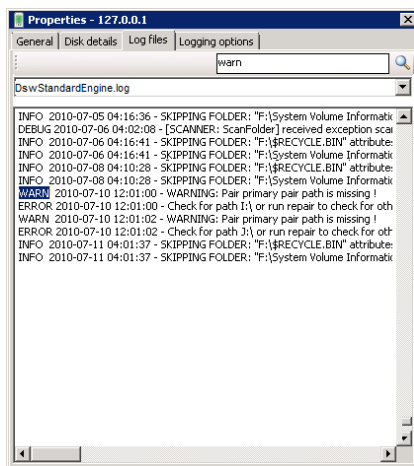 Properties - 127.0.0.1
General Disk details Log files Logging options
warn
DswStandardEngine.log
INFO 2010-07-05 04:16:36 - SKIPPING FOLDER: "F:\System Volume Informatic
DEBUG 2010-07-06 04:02:08 - [SCANNER: ScanFolder] received exception scar
INFO 2010-07-06 04:16:41 - SKIPPING FOLDER: "F:\$RECYCLE.BIN" attribute:
INFO 2010-07-06 04:16:41 - SKIPPING FOLDER: "F:\System Volume Informatic
INFO 2010-07-08 04:10:28 - SKIPPING FOLDER: "F:\$RECYCLE.BIN" attribute:
INFO 2010-07-08 04:10:28 - SKIPPING FOLDER: "F:\System Volume Informatic
WARN 2010-07-10 12:01:00 - WARNING: Pair primary pair path is missing !
ERROR 2010-07-10 12:01:00 - Check for path I:\ or run repair to check for oth
WARN 2010-07-10 12:01:02 - WARNING: Pair primary pair path is missing !
ERROR 2010-07-10 12:01:02 - Check for path J:\ or run repair to check for oth
INFO 2010-07-11 04:01:37 - SKIPPING FOLDER: "F:\$RECYCLE.BIN" attribute:
INFO 2010-07-11 04:01:37 - SKIPPING FOLDER: "F:\System Volume Informatic